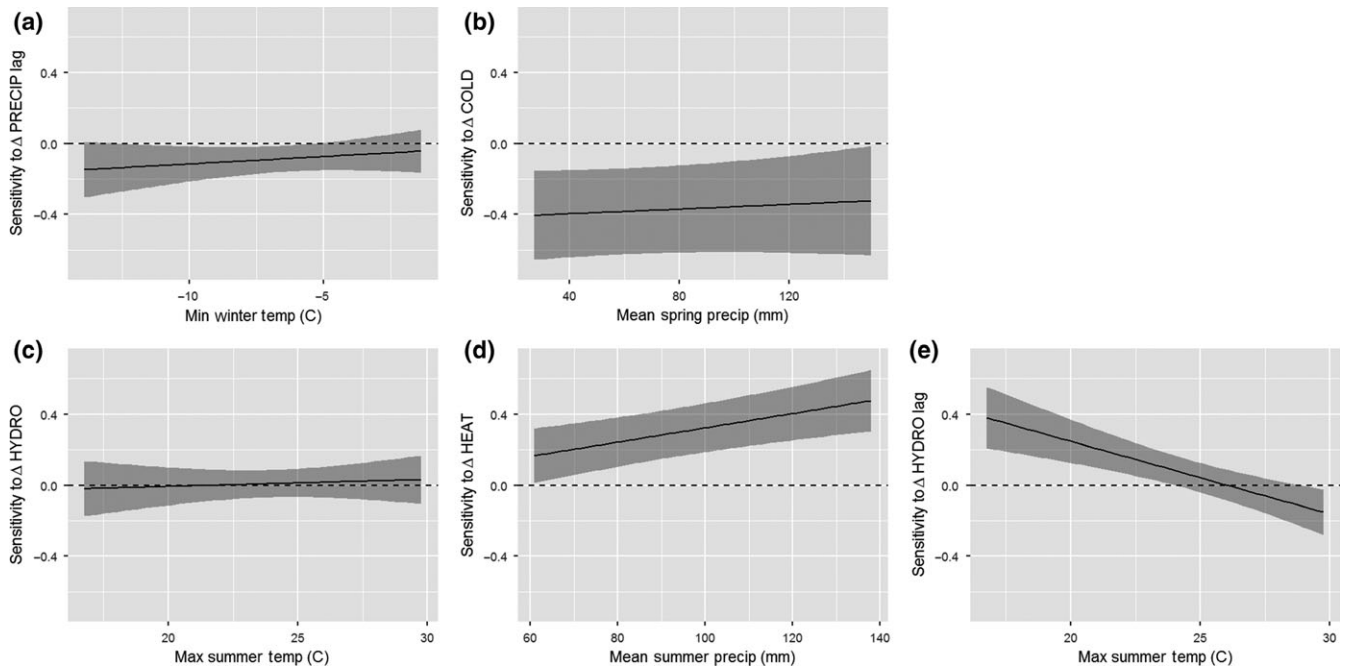 (a)
Sensitivity to Δ PRECIP lag
0.4
0.0
−0.4
−10
−5
Min winter temp (C)
(b)
Sensitivity to Δ COLD
0.4
0.0
−0.4
40
80
120
Mean spring precip (mm)
(c)
Sensitivity to Δ HYDRO
0.4
0.0
−0.4
20
25
30
Max summer temp (C)
(d)
Sensitivity to Δ HEAT
0.4
0.0
−0.4
60
80
100
120
140
Mean summer precip (mm)
(e)
Sensitivity to Δ HYDRO lag
0.4
0.0
−0.4
20
25
30
Max summer temp (C)